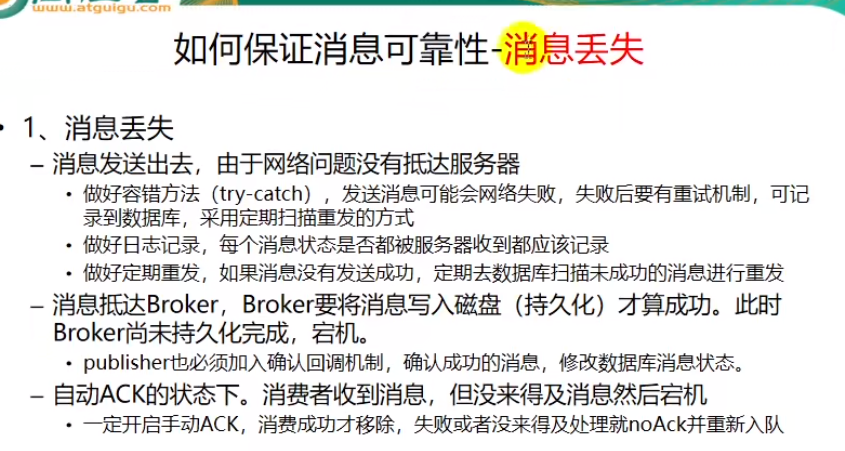 www.atguigu.com
如何保证消息可靠性-消息丢失
• 1、消息丢失
– 消息发送出去，由于网络问题没有抵达服务器
• 做好容错方法（try-catch），发送消息可能会网络失败，失败后要有重试机制，可记
录到数据库，采用定期扫描重发的方式
• 做好日志记录，每个消息状态是否都被服务器收到都应该记录
• 做好定期重发，如果消息没有发送成功，定期去数据库扫描未成功的消息进行重发
– 消息抵达Broker，Broker要将消息写入磁盘（持久化）才算成功。此时
Broker尚未持久化完成，宕机。
• publisher也必须加入确认回调机制，确认成功的消息，修改数据库消息状态。
– 自动ACK的状态下。消费者收到消息，但没来得及消息然后宕机
• 一定开启手动ACK，消费成功才移除，失败或者没来得及处理就noAck并重新入队